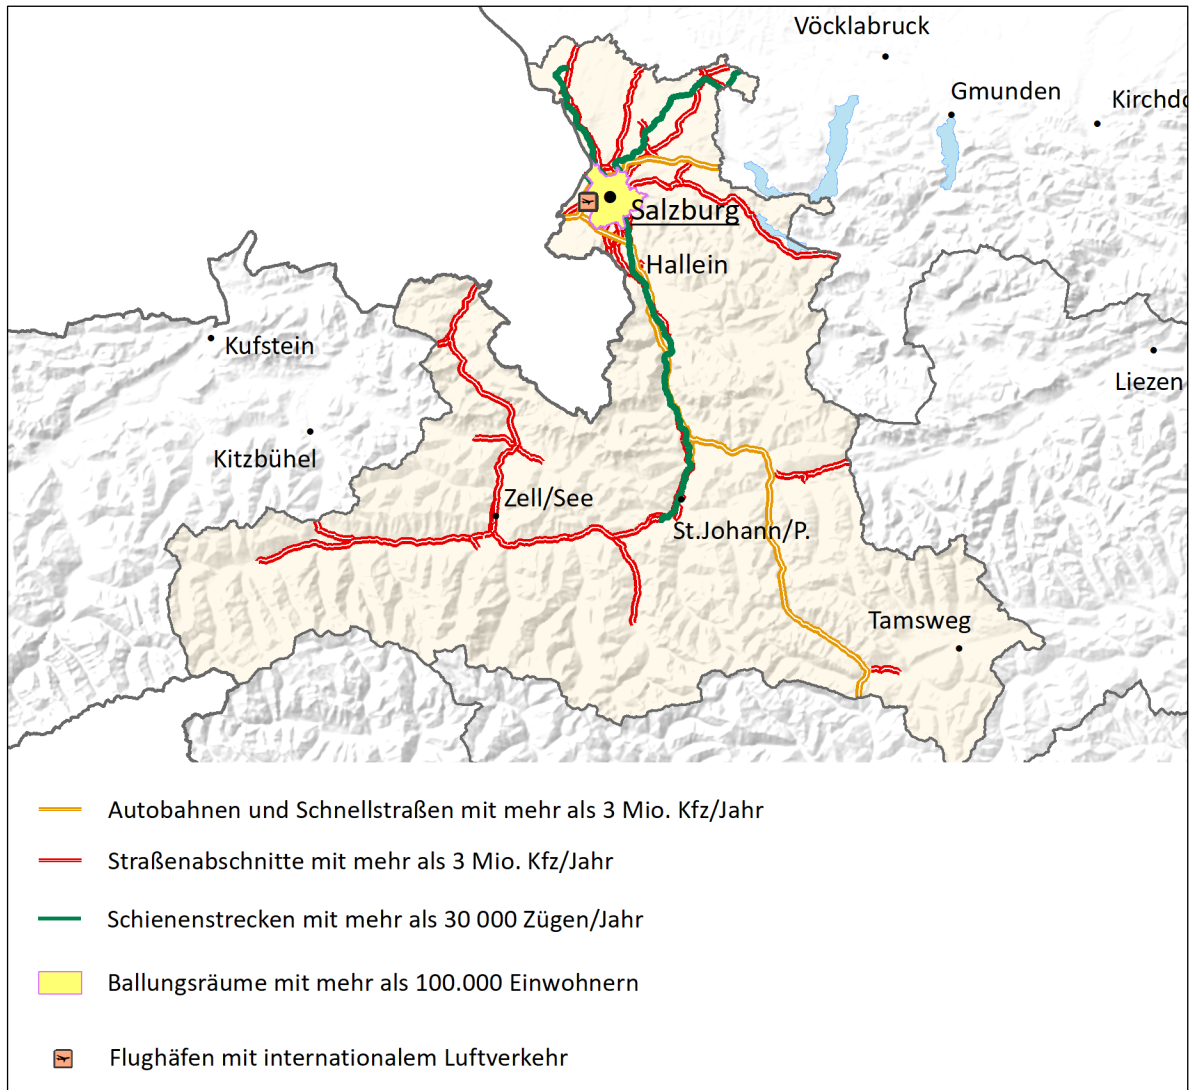 Vöcklabruck
Gmunden
Kirchdo
Salzburg
Hallein
Kufstein
Liezen
Kitzbühel
Zell/See
St.Johann/P.
Tamsweg
Autobahnen und Schnellstraßen mit mehr als 3 Mio. Kfz/Jahr
Straßenabschnitte mit mehr als 3 Mio. Kfz/Jahr
Schienenstrecken mit mehr als 30 000 Zügen/Jahr
Ballungsräume mit mehr als 100.000 Einwohnern
Flughäfen mit internationalem Luftverkehr